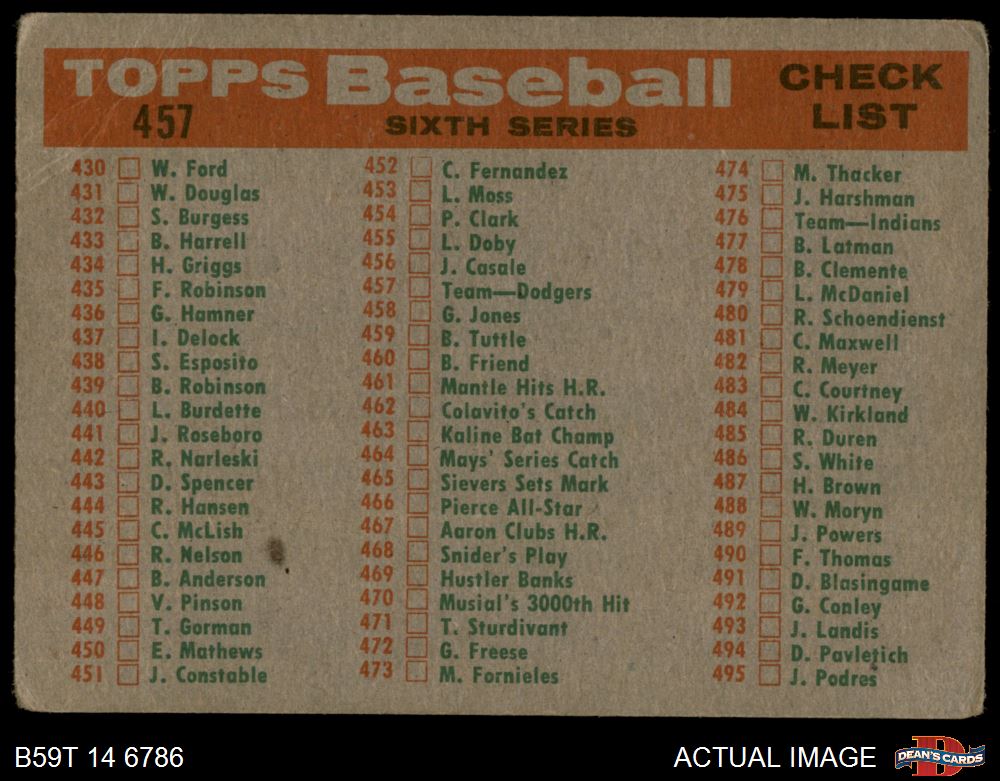 TOPPS Baseball CHECK LIST
457 SIXTH SERIES
430 W. Ford
431 W. Douglas
432 S. Burgess
433 B. Harrell
434 H. Griggs
435 F. Robinson
436 G. Hamner
437 I. Delock
438 S. Esposito
439 B. Robinson
440 L. Burdette
441 J. Roseboro
442 R. Narleski
443 D. Spencer
444 R. Hansen
445 C. McLish
446 R. Nelson
447 B. Anderson
448 V. Pinson
449 T. Gorman
450 E. Mathews
451 J. Constable
452 C. Fernandez
453 L. Moss
454 P. Clark
455 L. Doby
456 J. Casale
457 Team—Dodgers
458 G. Jones
459 B. Tuttle
460 B. Friend
461 Mantle Hits H.R.
462 Colavito's Catch
463 Kaline Bat Champ
464 Mays' Series Catch
465 Sievers Sets Mark
466 Pierce All-Star
467 Aaron Clubs H.R.
468 Snider's Play
469 Hustler Banks
470 Musial's 3000th Hit
471 T. Sturdivant
472 G. Freese
473 M. Fornieles
474 M. Thacker
475 J. Harshman
476 Team—Indians
477 B. Latman
478 B. Clemente
479 L. McDaniel
480 R. Schoendienst
481 C. Maxwell
482 R. Meyer
483 C. Courtney
484 W. Kirkland
485 R. Duren
486 S. White
487 H. Brown
488 W. Moryn
489 J. Powers
490 F. Thomas
491 D. Blasingame
492 G. Conley
493 J. Landis
494 D. Pavletich
495 J. Podres
B59T 14 6786
ACTUAL IMAGE
D
DEAN'S CARDS